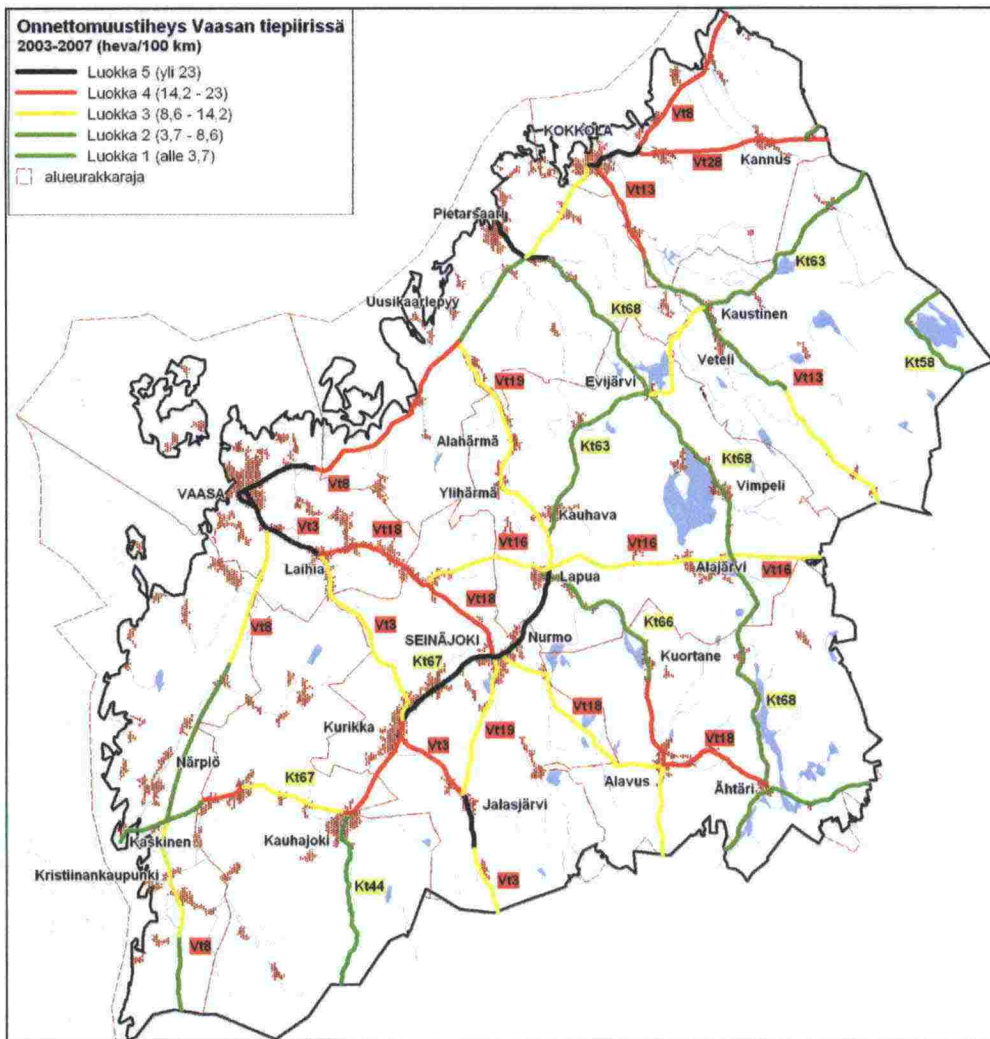 Onnettomuustiheys Vaasan tiepiirissä
2003-2007 (heva/100 km)
Luokka 5 (yli 23)
Luokka 4 (14,2 - 23)
Luokka 3 (8,6 - 14,2)
Luokka 2 (3,7 - 8,6)
Luokka 1 (alle 3,7)
alueurakkaraja
Vt8
KOKKOLA
Vt28
Kannus
Vt13
Pietarsaari
Kt63
Uusikaarlepyy
Kt68
Kaustinen
Veteli
Kt58
Vt19
Evijärvi
Vt13
Alahärmä
Kt63
Kt68
Vt8
Ylihärmä
Vimpeli
VAASA
Kauhava
Vt3
Vt18
Vt16
Vt16
Laihia
Lapua
Alajärvi
Vt16
Vt18
Vt3
Vt8
SEINÄJOKI
Nurmo
Kt66
Kuortane
Kt67
Kt68
Kurikka
Vt19
Vt18
Vt3
Vt18
Närpiö
Kt67
Alavus
Ähtäri
Jalasjärvi
Kaskinen
Kauhajoki
Kristiinankaupunki
Kt44
Vt3
Vt8